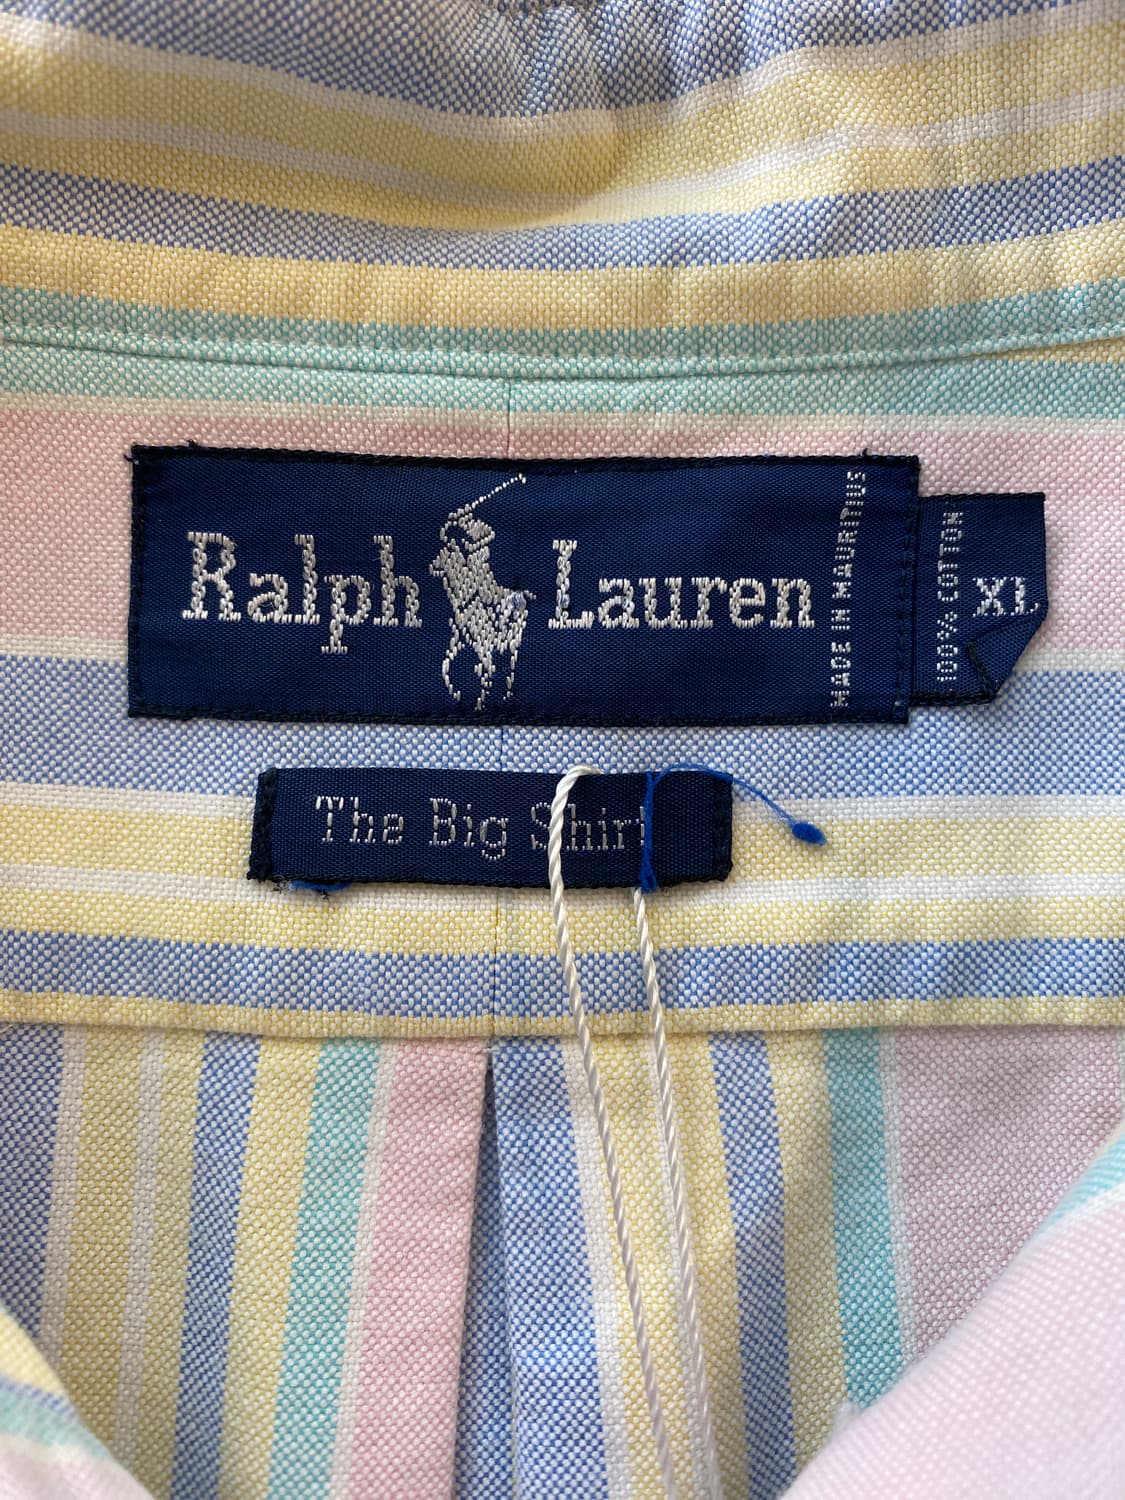 Ralph Lauren
MADE IN MAURITIUS
100% COTTON
XL
The Big Shirt